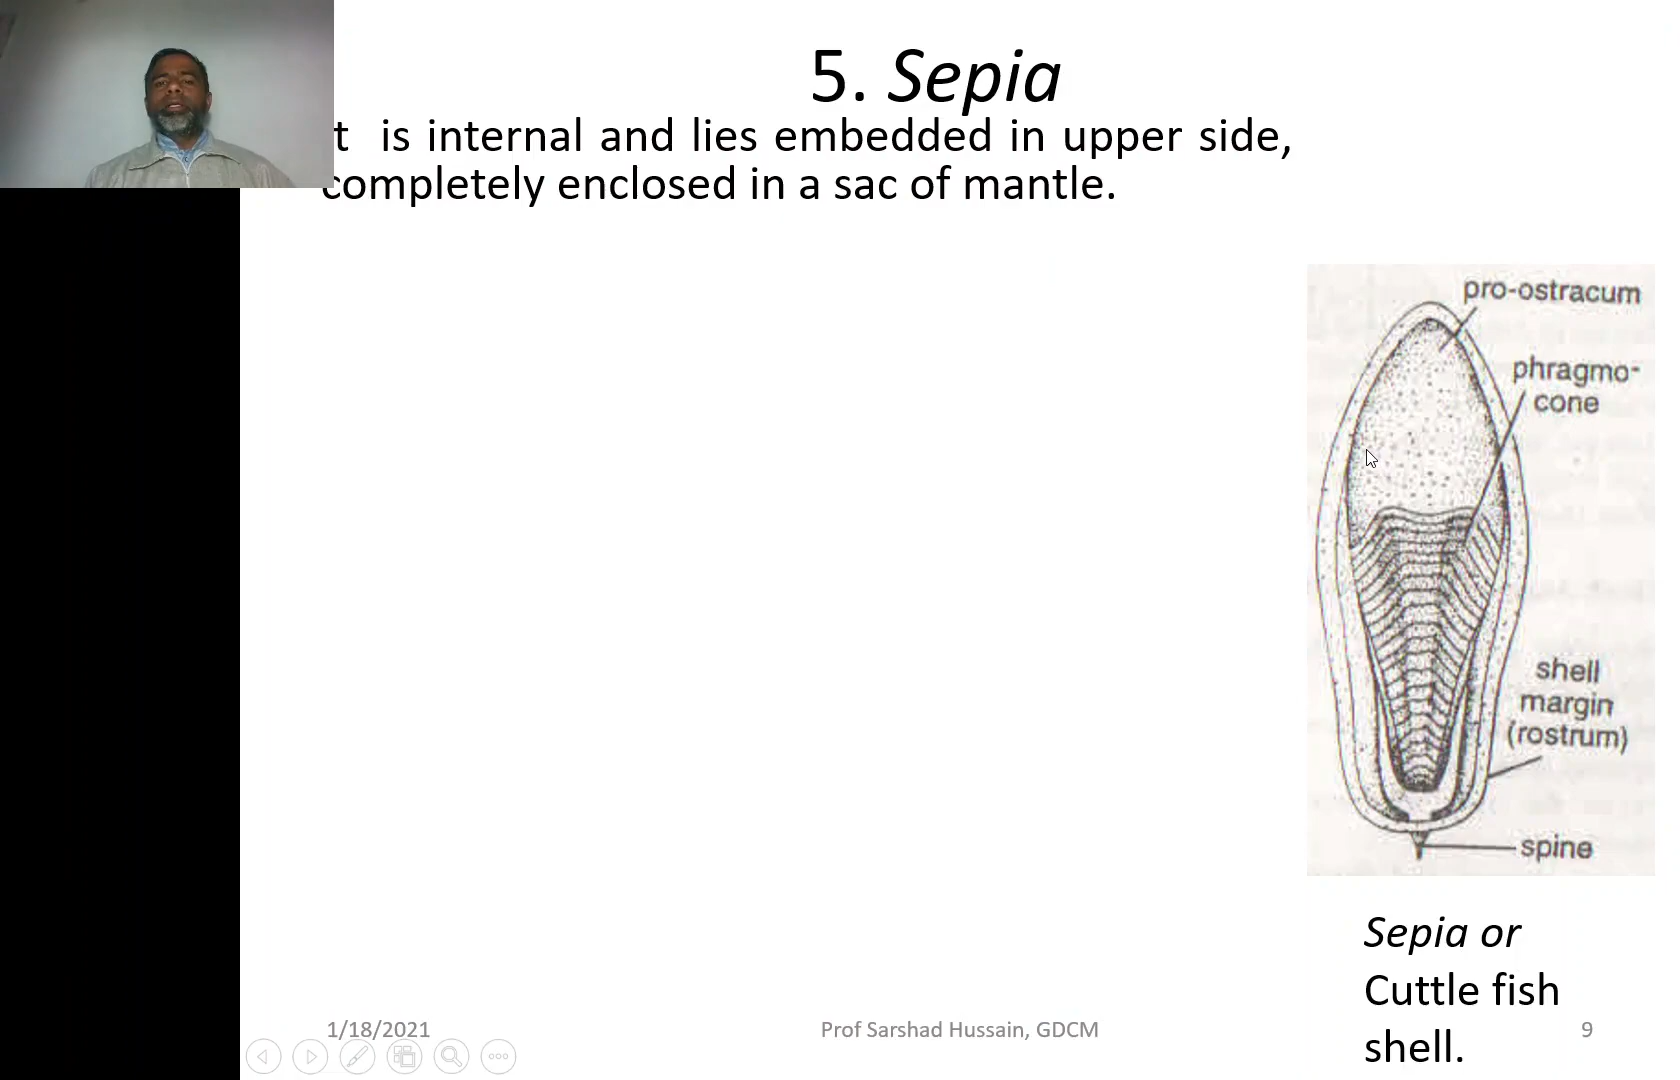 5. Sepia
t is internal and lies embedded in upper side,
completely enclosed in a sac of mantle.
pro-ostracum
phragmo-
cone
shell
margin
(rostrum)
spine
Sepia or
Cuttle fish
shell.
1/18/2021
Prof Sarshad Hussain, GDCM
9